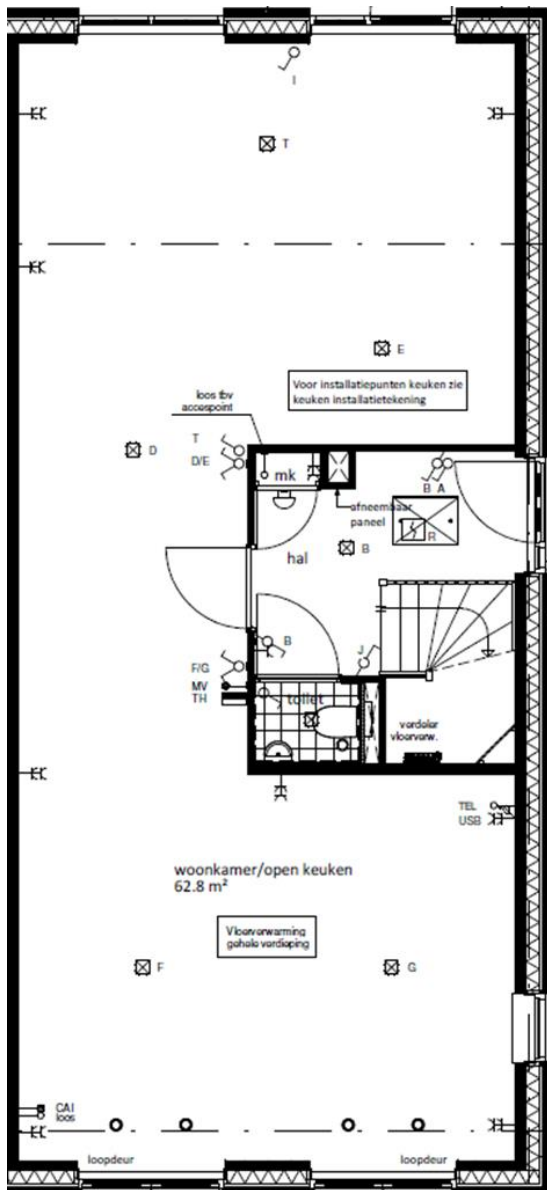 I
T
E
Voor installatiepunten keuken zie
keuken installatietekening
loos tbv
accespoint
D
T
D/E
mk
B A
afneembaar
paneel
R
B
hal
B
J
F/G
MV
TH
toilet
verdeler
vloerverw.
TEL
USB
woonkamer/open keuken
62.8 m²
Vloerverwarming
gehele verdieping
F
G
CAI
loos
loopdeur
loopdeur